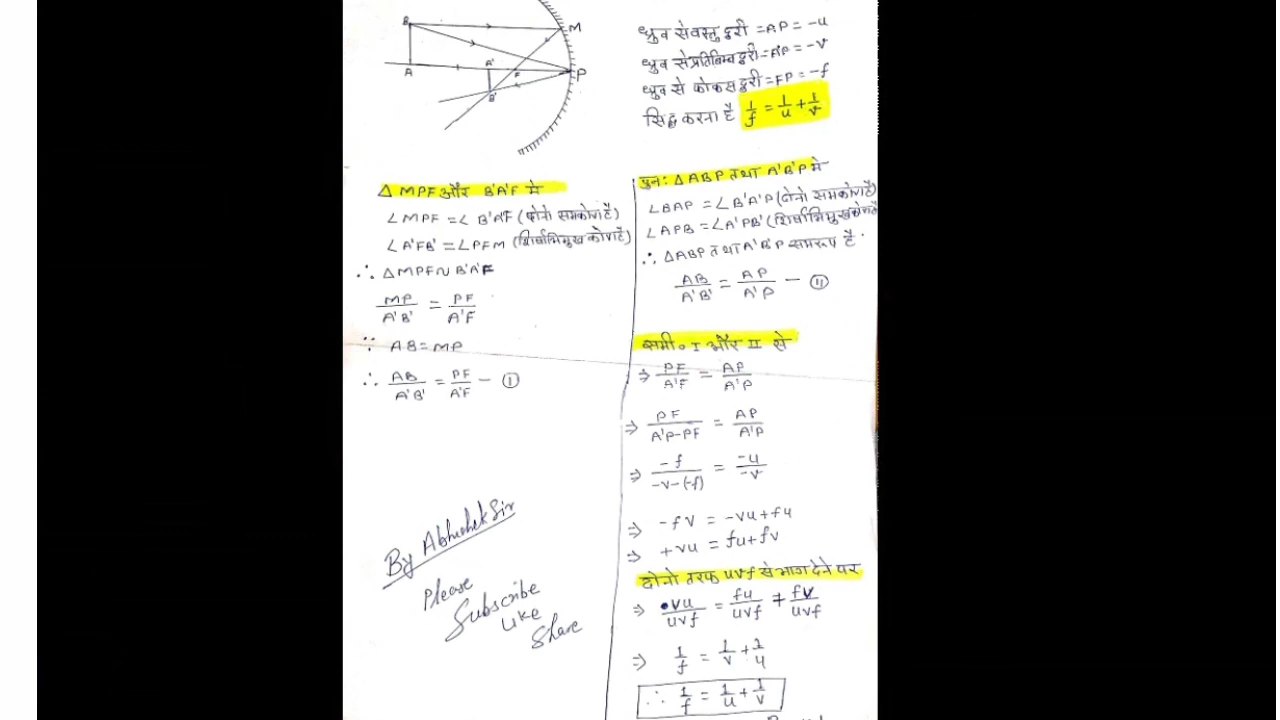 B
M
A
A'
F
P
B'
ध्रुव से वस्तु दुरी = AP = -u
ध्रुव से प्रतिबिम्ब दुरी = A'P = -v
ध्रुव से फोकस दुरी = FP = -f
सिद्ध करना है 1/f = 1/u + 1/v
Δ MPF और B'A'F मे
∠MPF = ∠B'A'F (दोनो समकोण है)
∠A'FB' = ∠PFM (शिर्षाभिमुख कोण है)
∴ ΔMPF ~ B'A'F
MP/A'B' = PF/A'F
∵ AB = MP
∴ AB/A'B' = PF/A'F — ①
By Abhishek Sir
Please
Subscribe
Like
Share
पुनः ΔABP तथा A'B'P मे
∠BAP = ∠B'A'P (दोनो समकोण है)
∠APB = ∠A'PB' (शिर्षाभिमुख कोण है
∴ ΔABP तथा A'B'P समरूप है.
AB/A'B' = AP/A'P — ⑪
समी० I और II से
⇒ PF/A'F = AP/A'P
⇒ PF/A'P-PF = AP/A'P
⇒ -f/-v-(-f) = -u/-v
⇒ -fv = -vu+fu
⇒ +vu = fu+fv
दोनो तरफ uvf से भाग देने पर
⇒ vu/uvf = fu/uvf + fv/uvf
⇒ 1/f = 1/v + 1/u
∴ 1/f = 1/u + 1/v